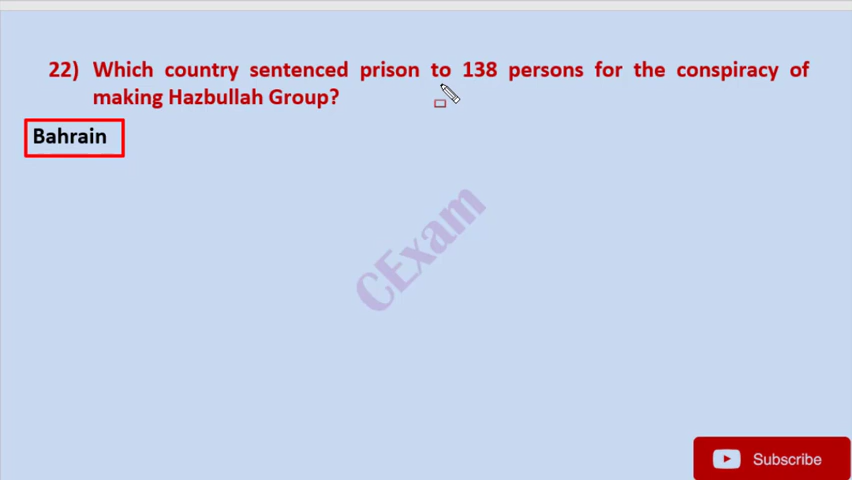 22) Which country sentenced prison to 138 persons for the conspiracy of
making Hazbullah Group?
Bahrain
CExam
Subscribe